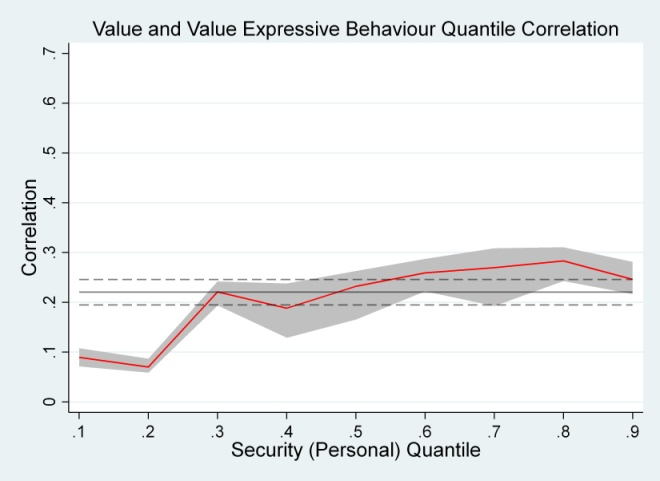 Value and Value Expressive Behaviour Quantile Correlation
.7
.6
.5
.4
.3
.2
.1
0
Correlation
.1 .2 .3 .4 .5 .6 .7 .8 .9
Security (Personal) Quantile